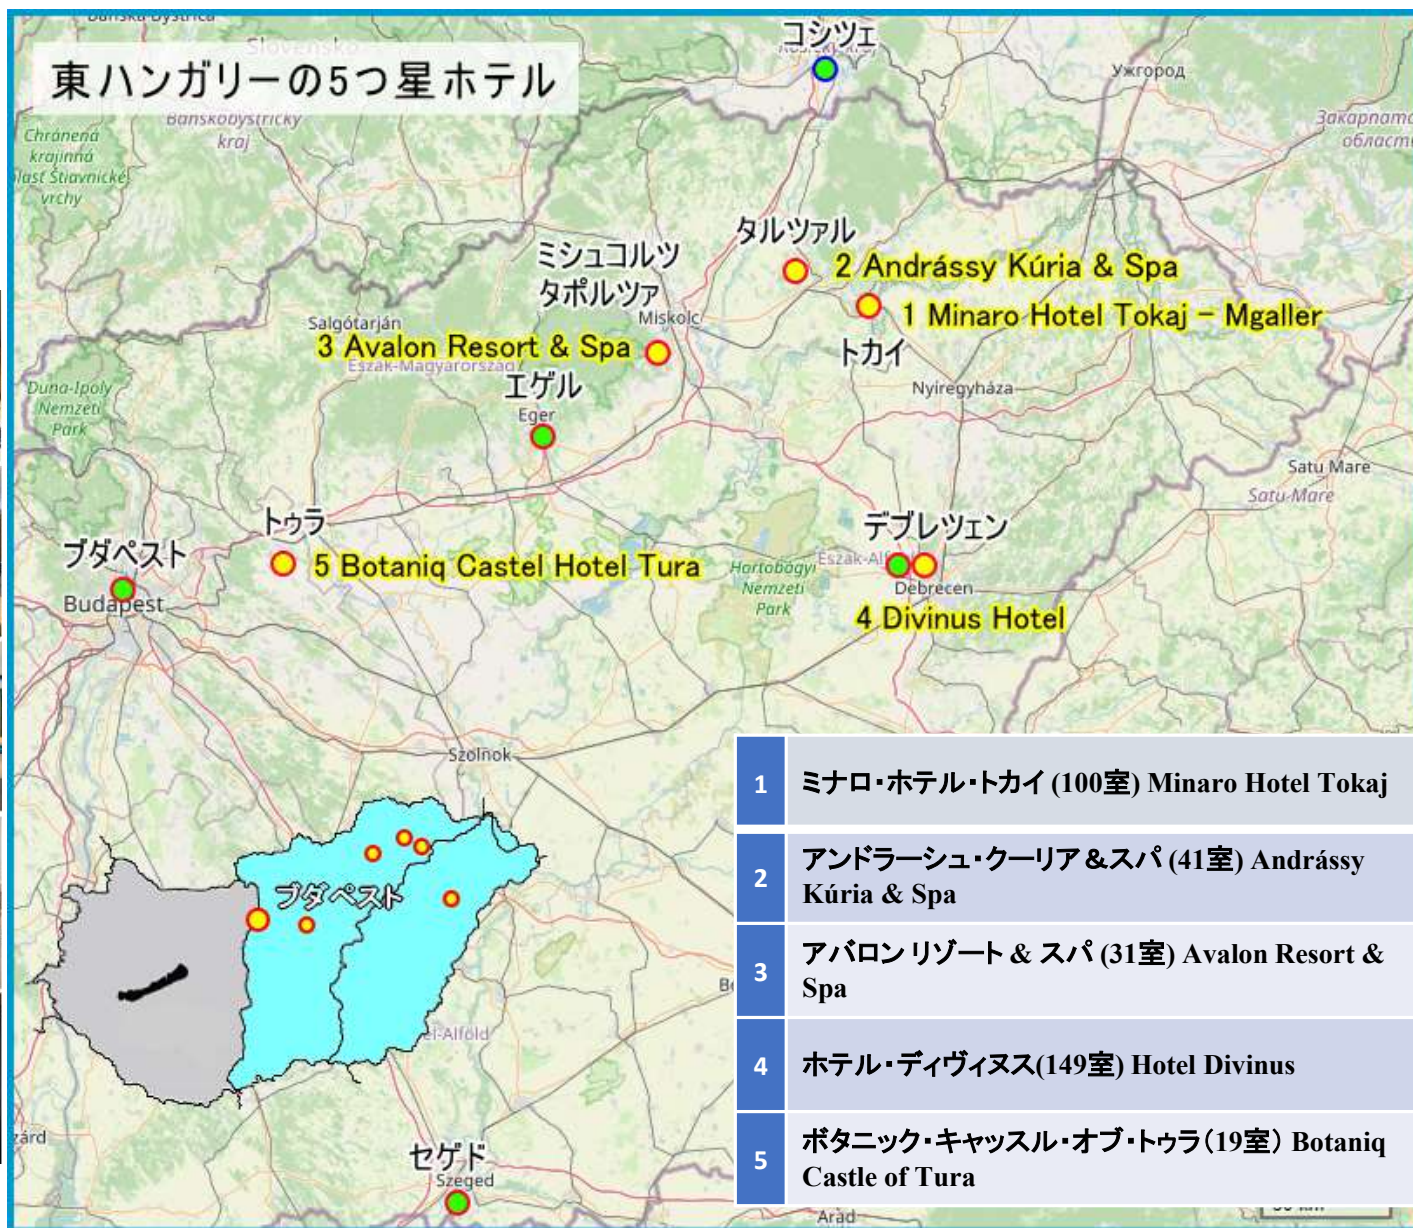 Banská Bystrica
Slovensko
東ハンガリーの5つ星ホテル
コシツェ
Ужгород
Banskobystrický
kraj
Chránená
krajinná
Štiavnické
vrchy
タルツァル
2 Andrássy Kúria & Spa
ミシュコルツ
タポルツァ
Miskolc
1 Minaro Hotel Tokaj - Mgaller
トカイ
Salgótarján
3 Avalon Resort & Spa
Észak-Magyarország
エゲル
Eger
Duna-Ipoly
Nemzeti
Park
Nyíregyháza
Satu Mare
Satu Mare
トゥラ
5 Botaniq Castel Hotel Tura
ブダペスト
Budapest
Hortobágyi
Nemzeti
Park
デブレツェン
Debrecen
4 Divinus Hotel
Szolnok
ブダペスト
1 ミナロ・ホテル・トカイ (100室) Minaro Hotel Tokaj
2 アンドラーシュ・クーリア&スパ (41室) Andrássy
Kúria & Spa
3 アバロン リゾート & スパ (31室) Avalon Resort &
Spa
4 ホテル・ディヴィヌス(149室) Hotel Divinus
5 ボタニック・キャッスル・オブ・トゥラ(19室) Botaniq
Castle of Tura
セゲド
Szeged
Arad